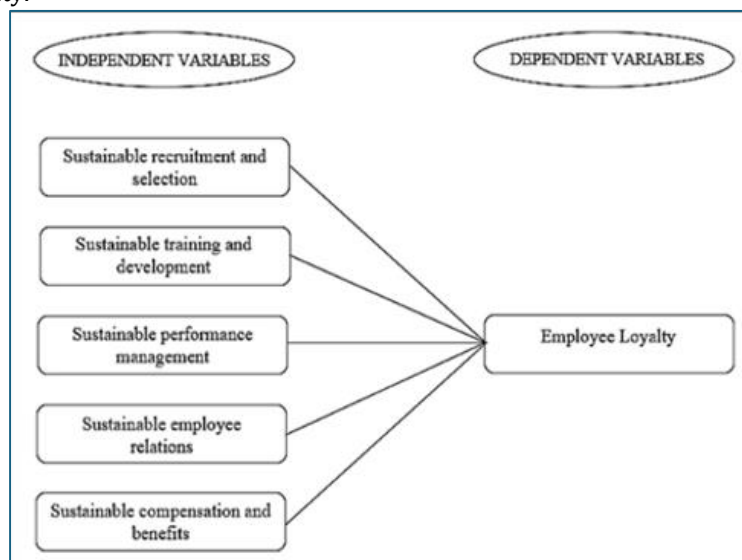 INDEPENDENT VARIABLES
DEPENDENT VARIABLES
Sustainable recruitment and
selection
Sustainable training and
development
Sustainable performance
management
Sustainable employee
relations
Sustainable compensation and
benefits
Employee Loyalty